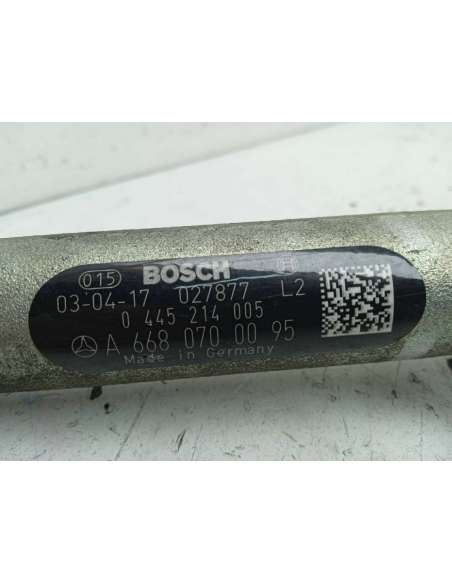 015 BOSCH
03-04-17 027877 L2
0 445 214 005
A 668 070 00 95
Made in Germany